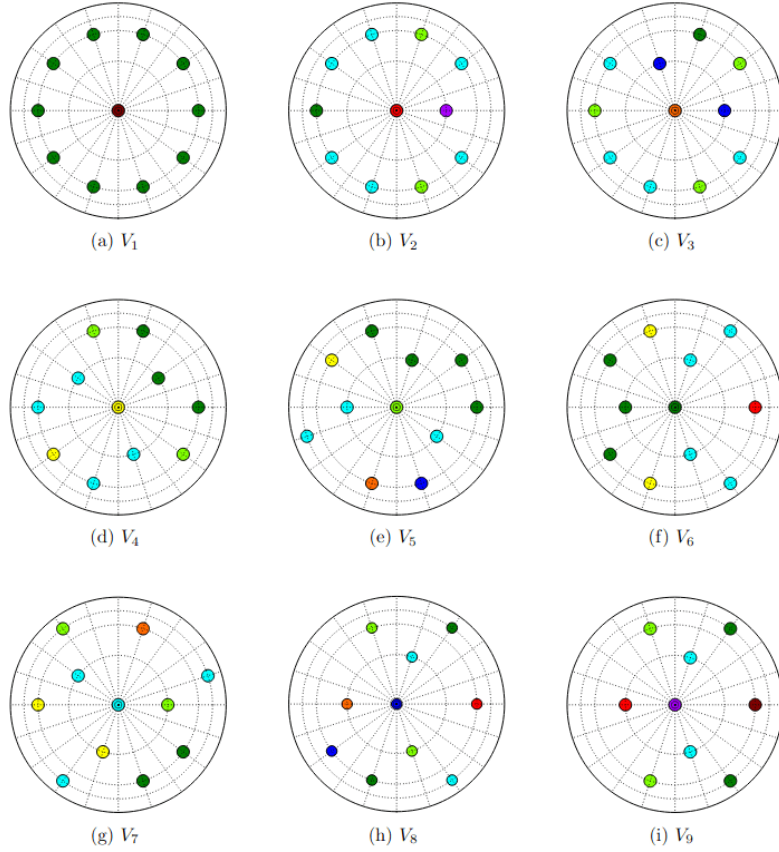 (a) V₁ (b) V₂ (c) V₃
(d) V₄ (e) V₅ (f) V₆
(g) V₇ (h) V₈ (i) V₉